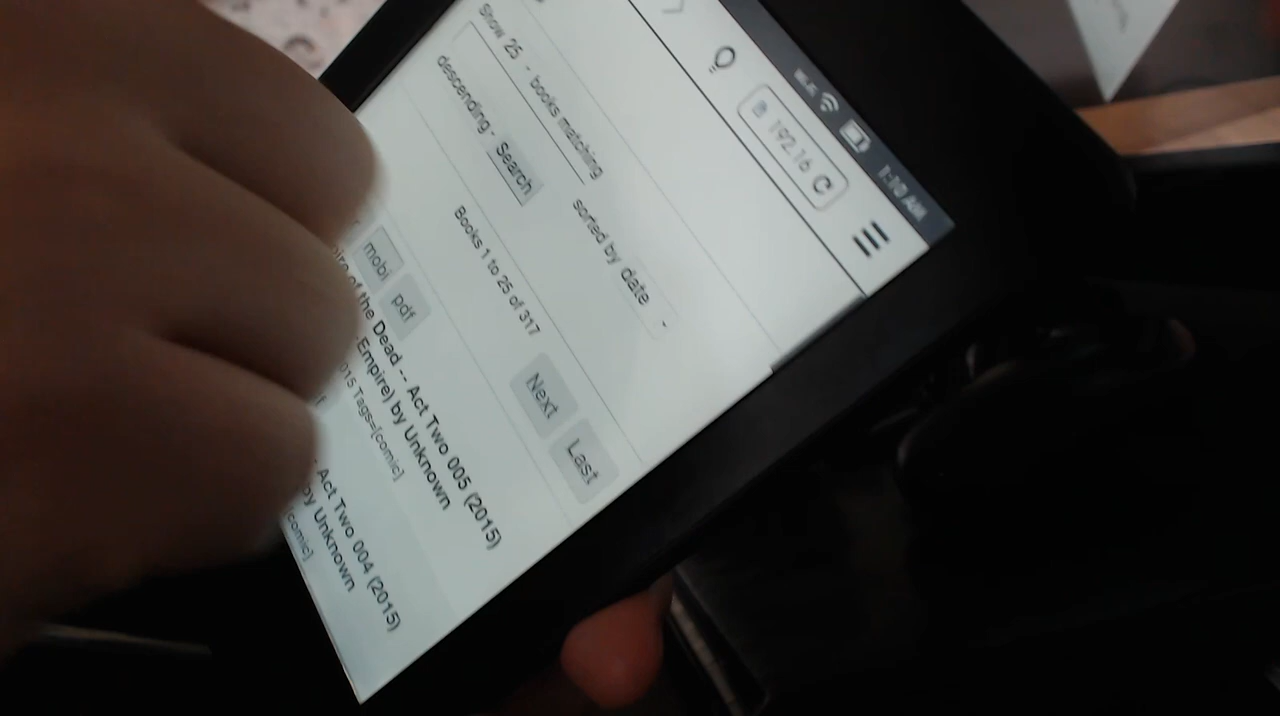 1:10 AM
192.16
Show 25 - books matching
sorted by date
descending - Search
Books 1 to 25 of 317
Next Last
mobi pdf
of the Dead -- Act Two 005 (2015)
Empire) by Unknown
Tags=[comic]
Act Two 004 (2015)
by Unknown
[comic]